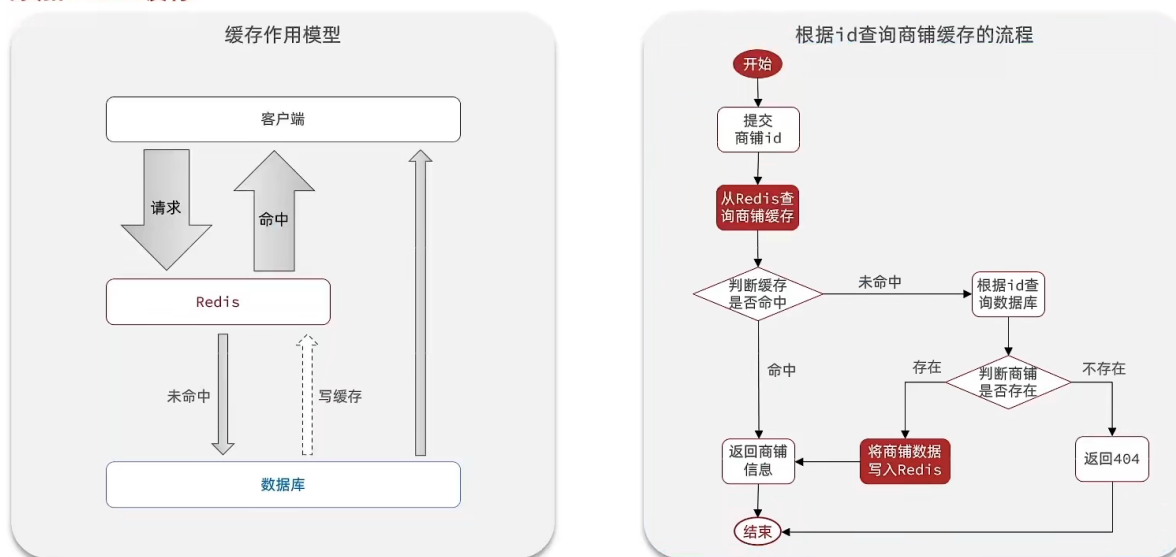 缓存作用模型
客户端
请求
命中
Redis
未命中
写缓存
数据库
根据id查询商铺缓存的流程
开始
提交
商铺id
从Redis查
询商铺缓存
判断缓存
是否命中
未命中
根据id查
询数据库
命中
存在
判断商铺
是否存在
不存在
返回商铺
信息
将商铺数据
写入Redis
返回404
结束